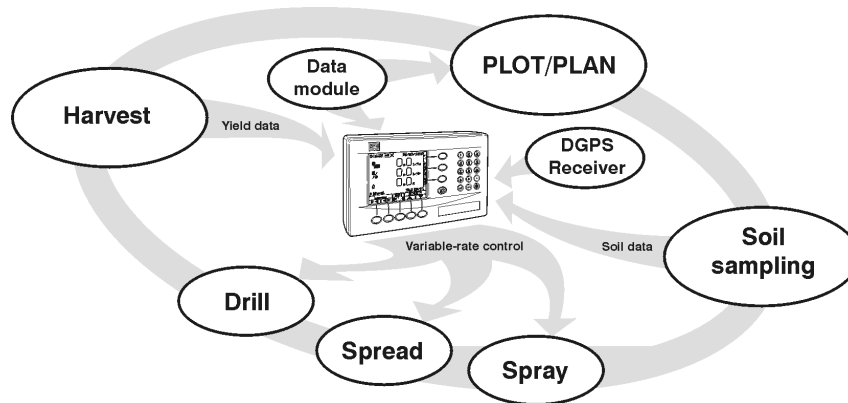 Harvest
Data
module
PLOT/PLAN
Yield data
DGPS
Receiver
Variable-rate control
Soil data
Soil
sampling
Drill
Spread
Spray